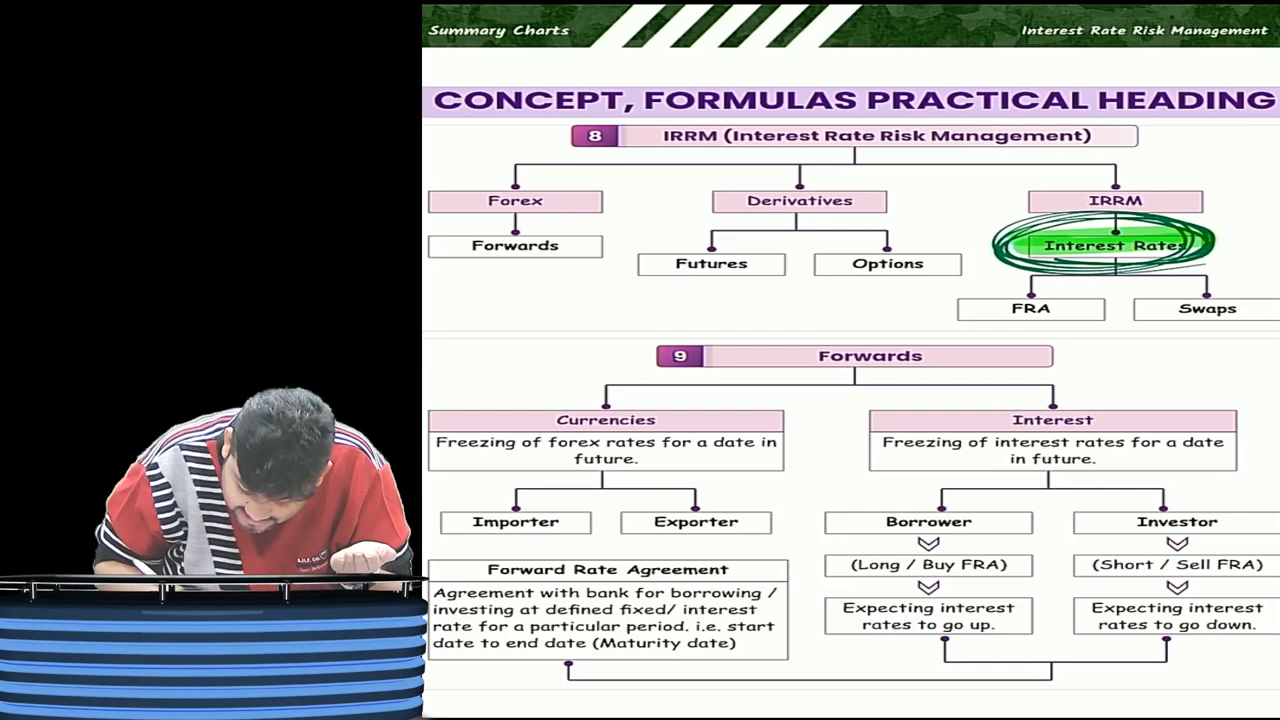 Summary Charts
Interest Rate Risk Management
CONCEPT, FORMULAS PRACTICAL HEADING
8 IRRM (Interest Rate Risk Management)
Forex
Derivatives
IRRM
Forwards
Futures
Options
Interest Rates
FRA
Swaps
9 Forwards
Currencies
Freezing of forex rates for a date in
future.
Interest
Freezing of interest rates for a date
in future.
Importer
Exporter
Borrower
Investor
(Long / Buy FRA)
(Short / Sell FRA)
Expecting interest
rates to go up.
Expecting interest
rates to go down.
Forward Rate Agreement
Agreement with bank for borrowing /
investing at defined fixed/ interest
rate for a particular period. i.e. start
date to end date (Maturity date)